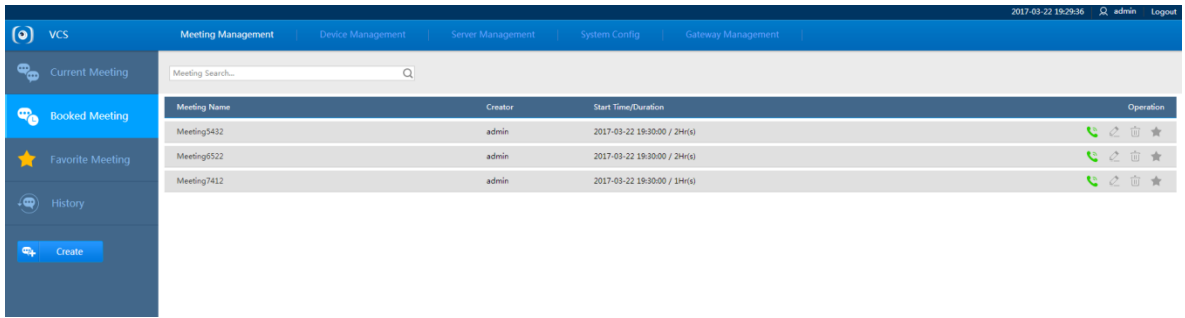 2017-03-22 19:29:36 admin Logout
VCS Meeting Management Device Management Server Management System Config Gateway Management
Current Meeting
Meeting Search...
Booked Meeting
Favorite Meeting
History
Create
Meeting Name Creator Start Time/Duration Operation
Meeting5432 admin 2017-03-22 19:30:00 / 2Hr(s)
Meeting6522 admin 2017-03-22 19:30:00 / 2Hr(s)
Meeting7412 admin 2017-03-22 19:30:00 / 1Hr(s)